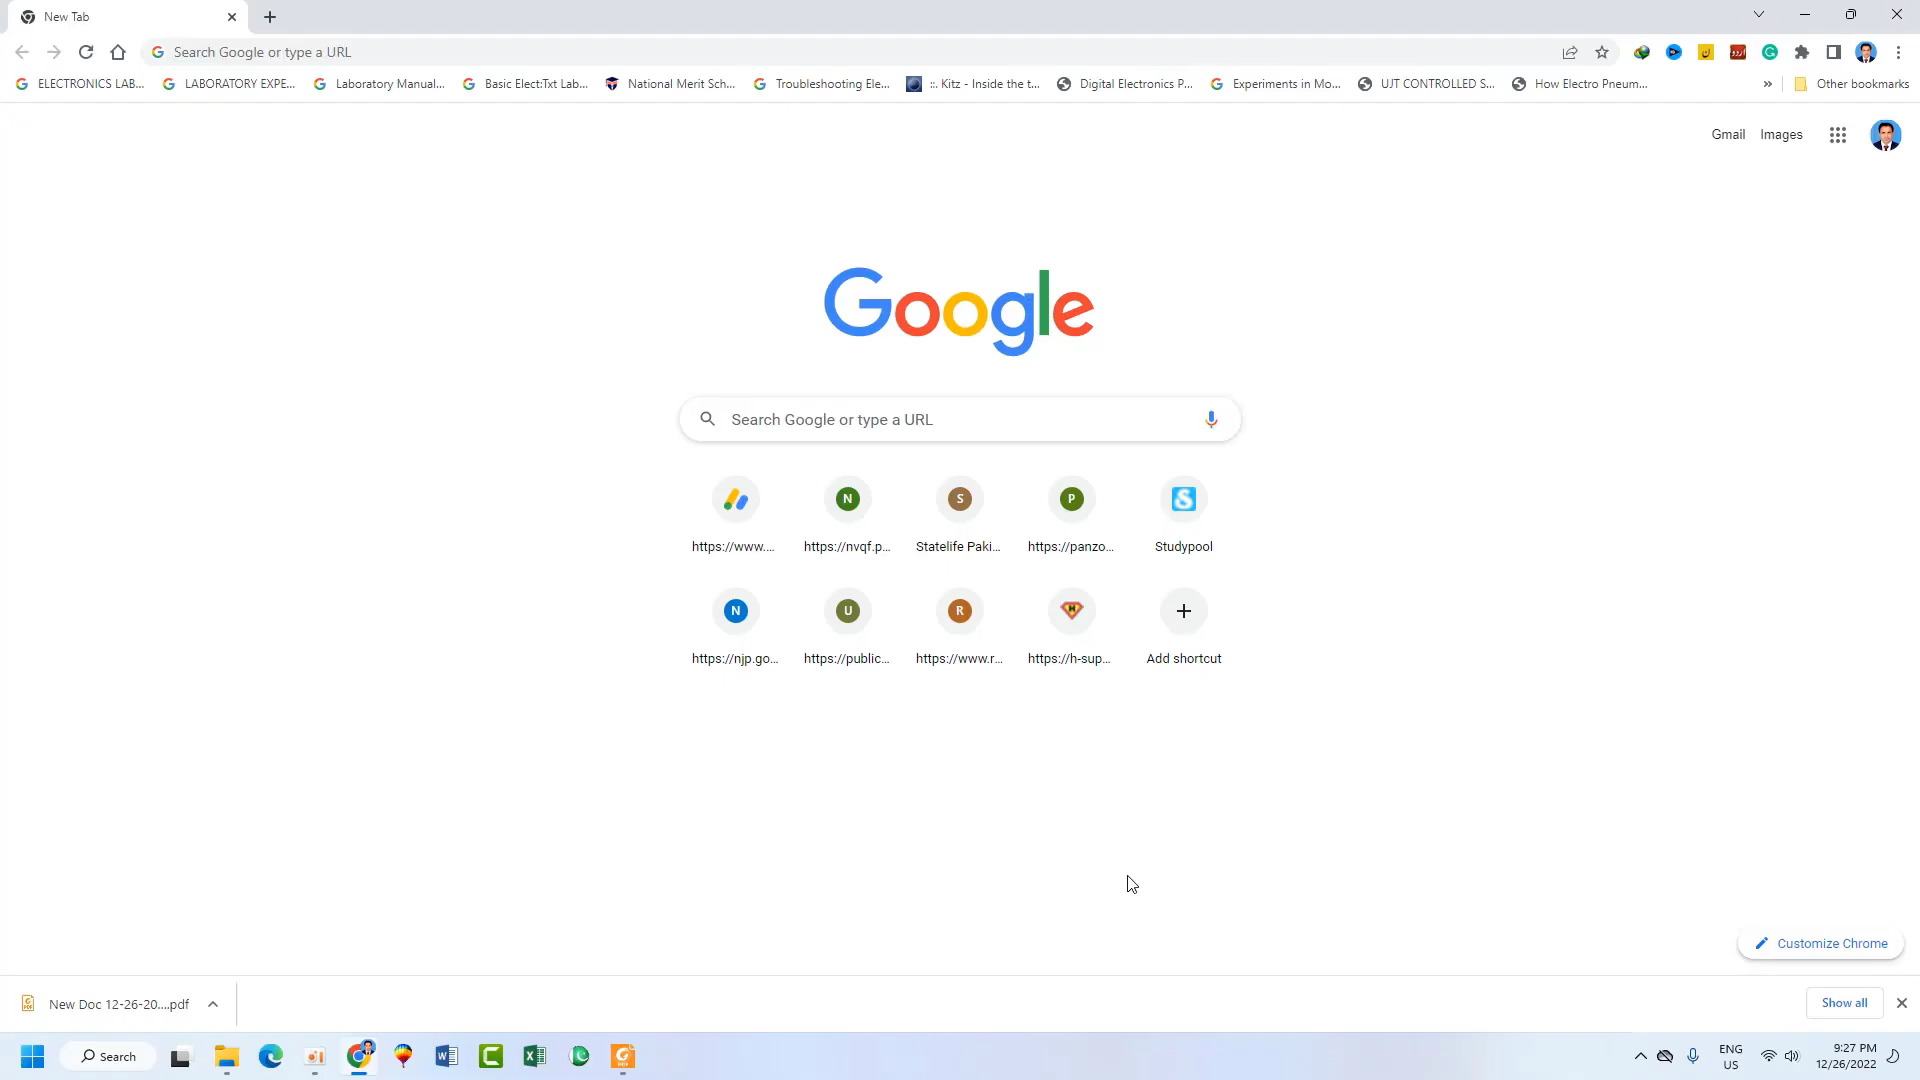 New Tab
Search Google or type a URL
ELECTRONICS LAB...
LABORATORY EXPE...
Laboratory Manual...
Basic Elect:Txt Lab...
National Merit Sch...
Troubleshooting Ele...
::. Kitz - Inside the t...
Digital Electronics P...
Experiments in Mo...
UJT CONTROLLED S...
How Electro Pneum...
»
Other bookmarks
Gmail
Images
Google
Search Google or type a URL
N
S
P
S
https://www....
https://nvqf.p...
Statelife Paki...
https://panzo...
Studypool
N
U
R
H
https://njp.go...
https://public...
https://www.r...
https://h-sup...
Add shortcut
Customize Chrome
New Doc 12-26-20....pdf
Show all
Search
ENG
US
9:27 PM
12/26/2022